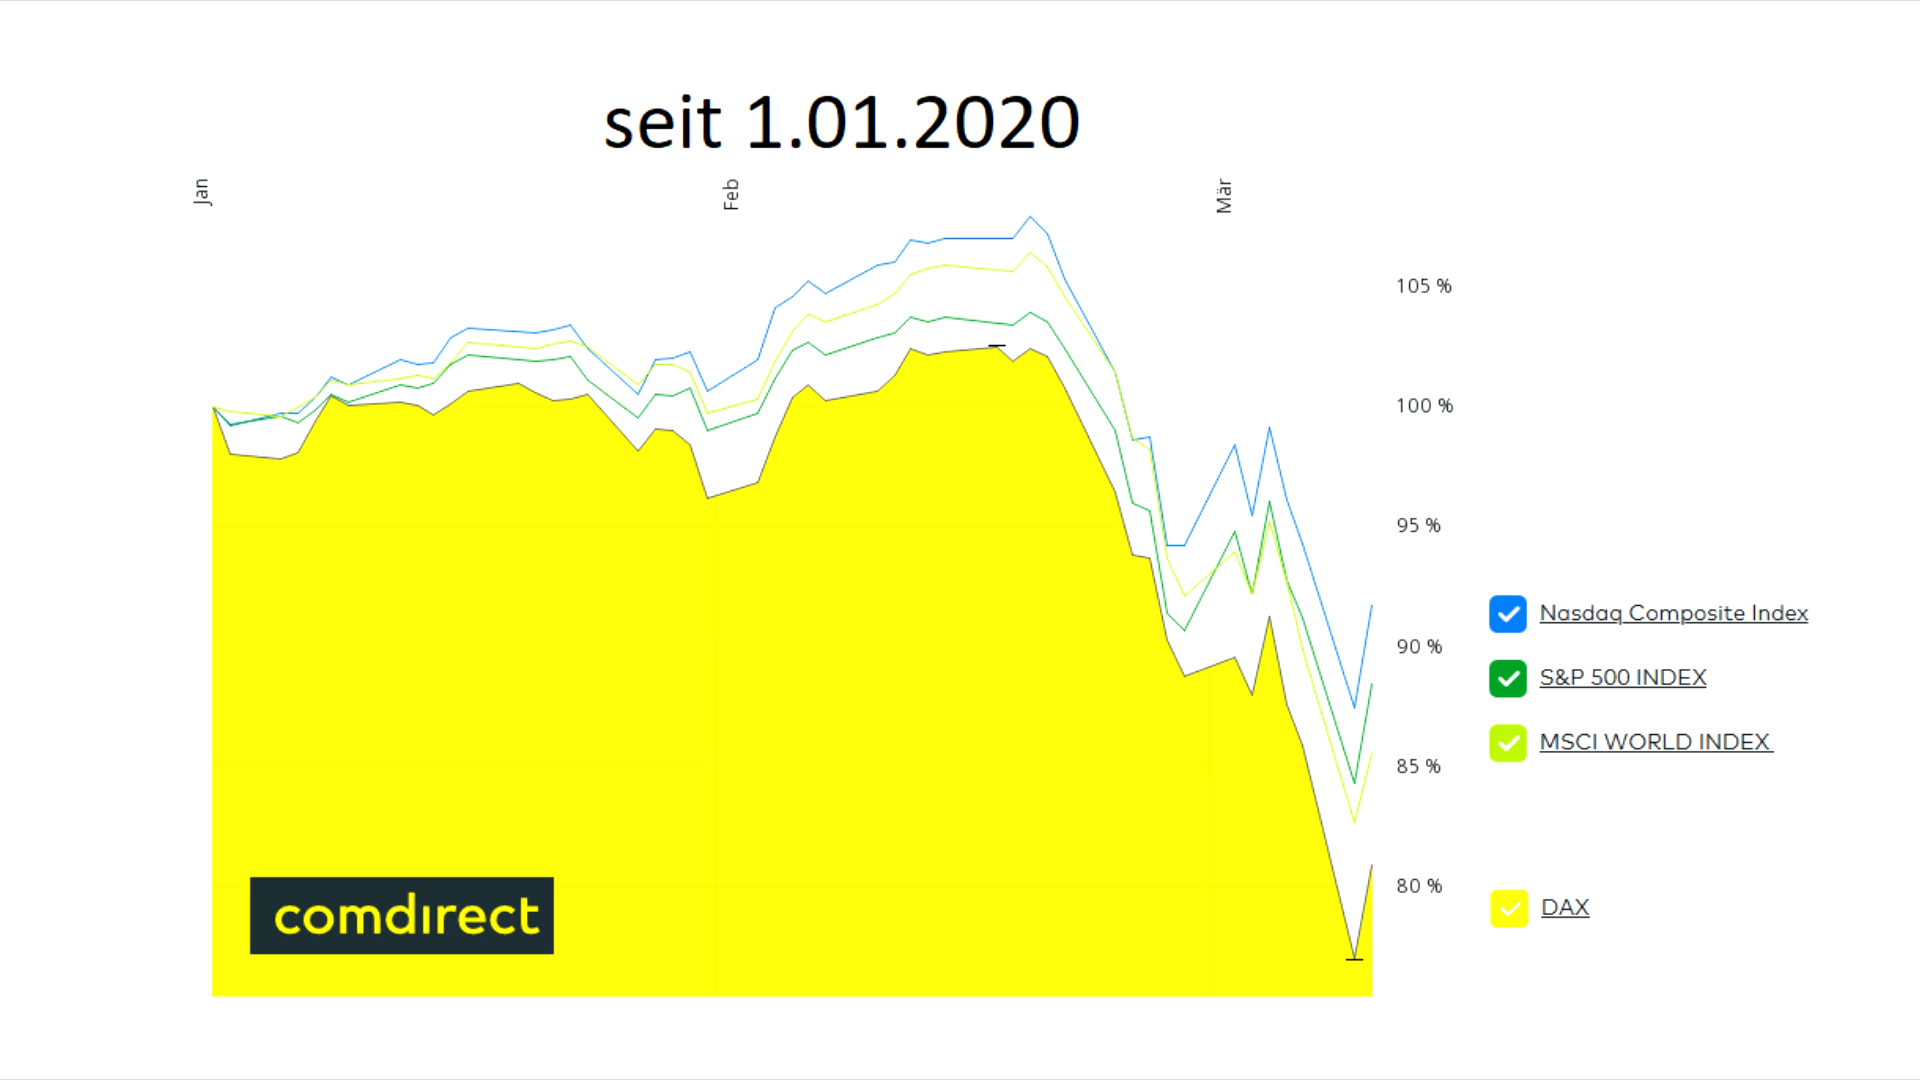 seit 1.01.2020
Jan
Feb
Mär
105 %
100 %
95 %
90 %
85 %
80 %
Nasdaq Composite Index
S&P 500 INDEX
MSCI WORLD INDEX
DAX
comdirect